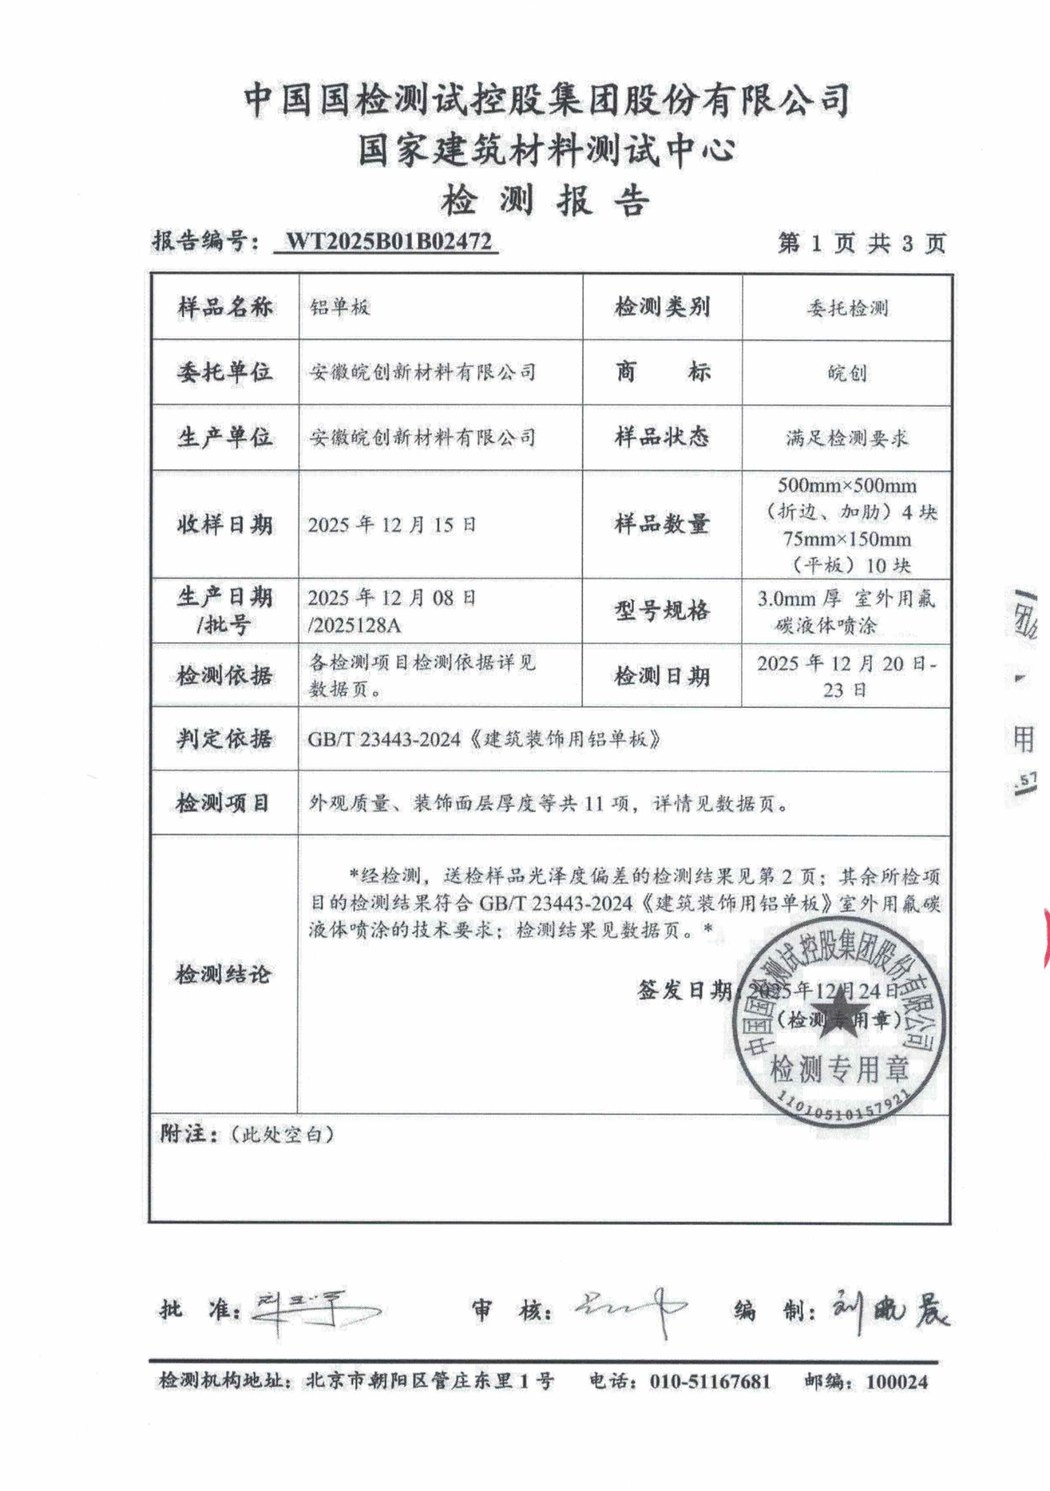 中国国检测试控股集团股份有限公司
国家建筑材料测试中心
检 测 报 告
报告编号： WT2025B01B02472 第 1 页 共 3 页
样品名称 铝单板 检测类别 委托检测
委托单位 安徽皖创新材料有限公司 商 标 皖创
生产单位 安徽皖创新材料有限公司 样品状态 满足检测要求
收样日期 2025 年 12 月 15 日 样品数量
500mm×500mm
（折边、加肋）4 块
75mm×150mm
（平板）10 块
生产日期
/批号
2025 年 12 月 08 日
/2025128A
型号规格
3.0mm 厚 室外用氟
碳液体喷涂
检测依据
各检测项目检测依据详见
数据页。
检测日期
2025 年 12 月 20 日-
23 日
判定依据 GB/T 23443-2024《建筑装饰用铝单板》
检测项目 外观质量、装饰面层厚度等共 11 项，详情见数据页。
检测结论
*经检测，送检样品光泽度偏差的检测结果见第 2 页；其余所检项
目的检测结果符合 GB/T 23443-2024《建筑装饰用铝单板》室外用氟碳
液体喷涂的技术要求；检测结果见数据页。*
签发日期：2025年12月24日
（检测专用章）
中国国检测试控股集团股份有限公司
检测专用章
11010510157921
附注：（此处空白）
批 准： 审 核： 编 制：刘晓晨
检测机构地址：北京市朝阳区管庄东里 1 号 电话：010-51167681 邮编：100024
团
用
.57